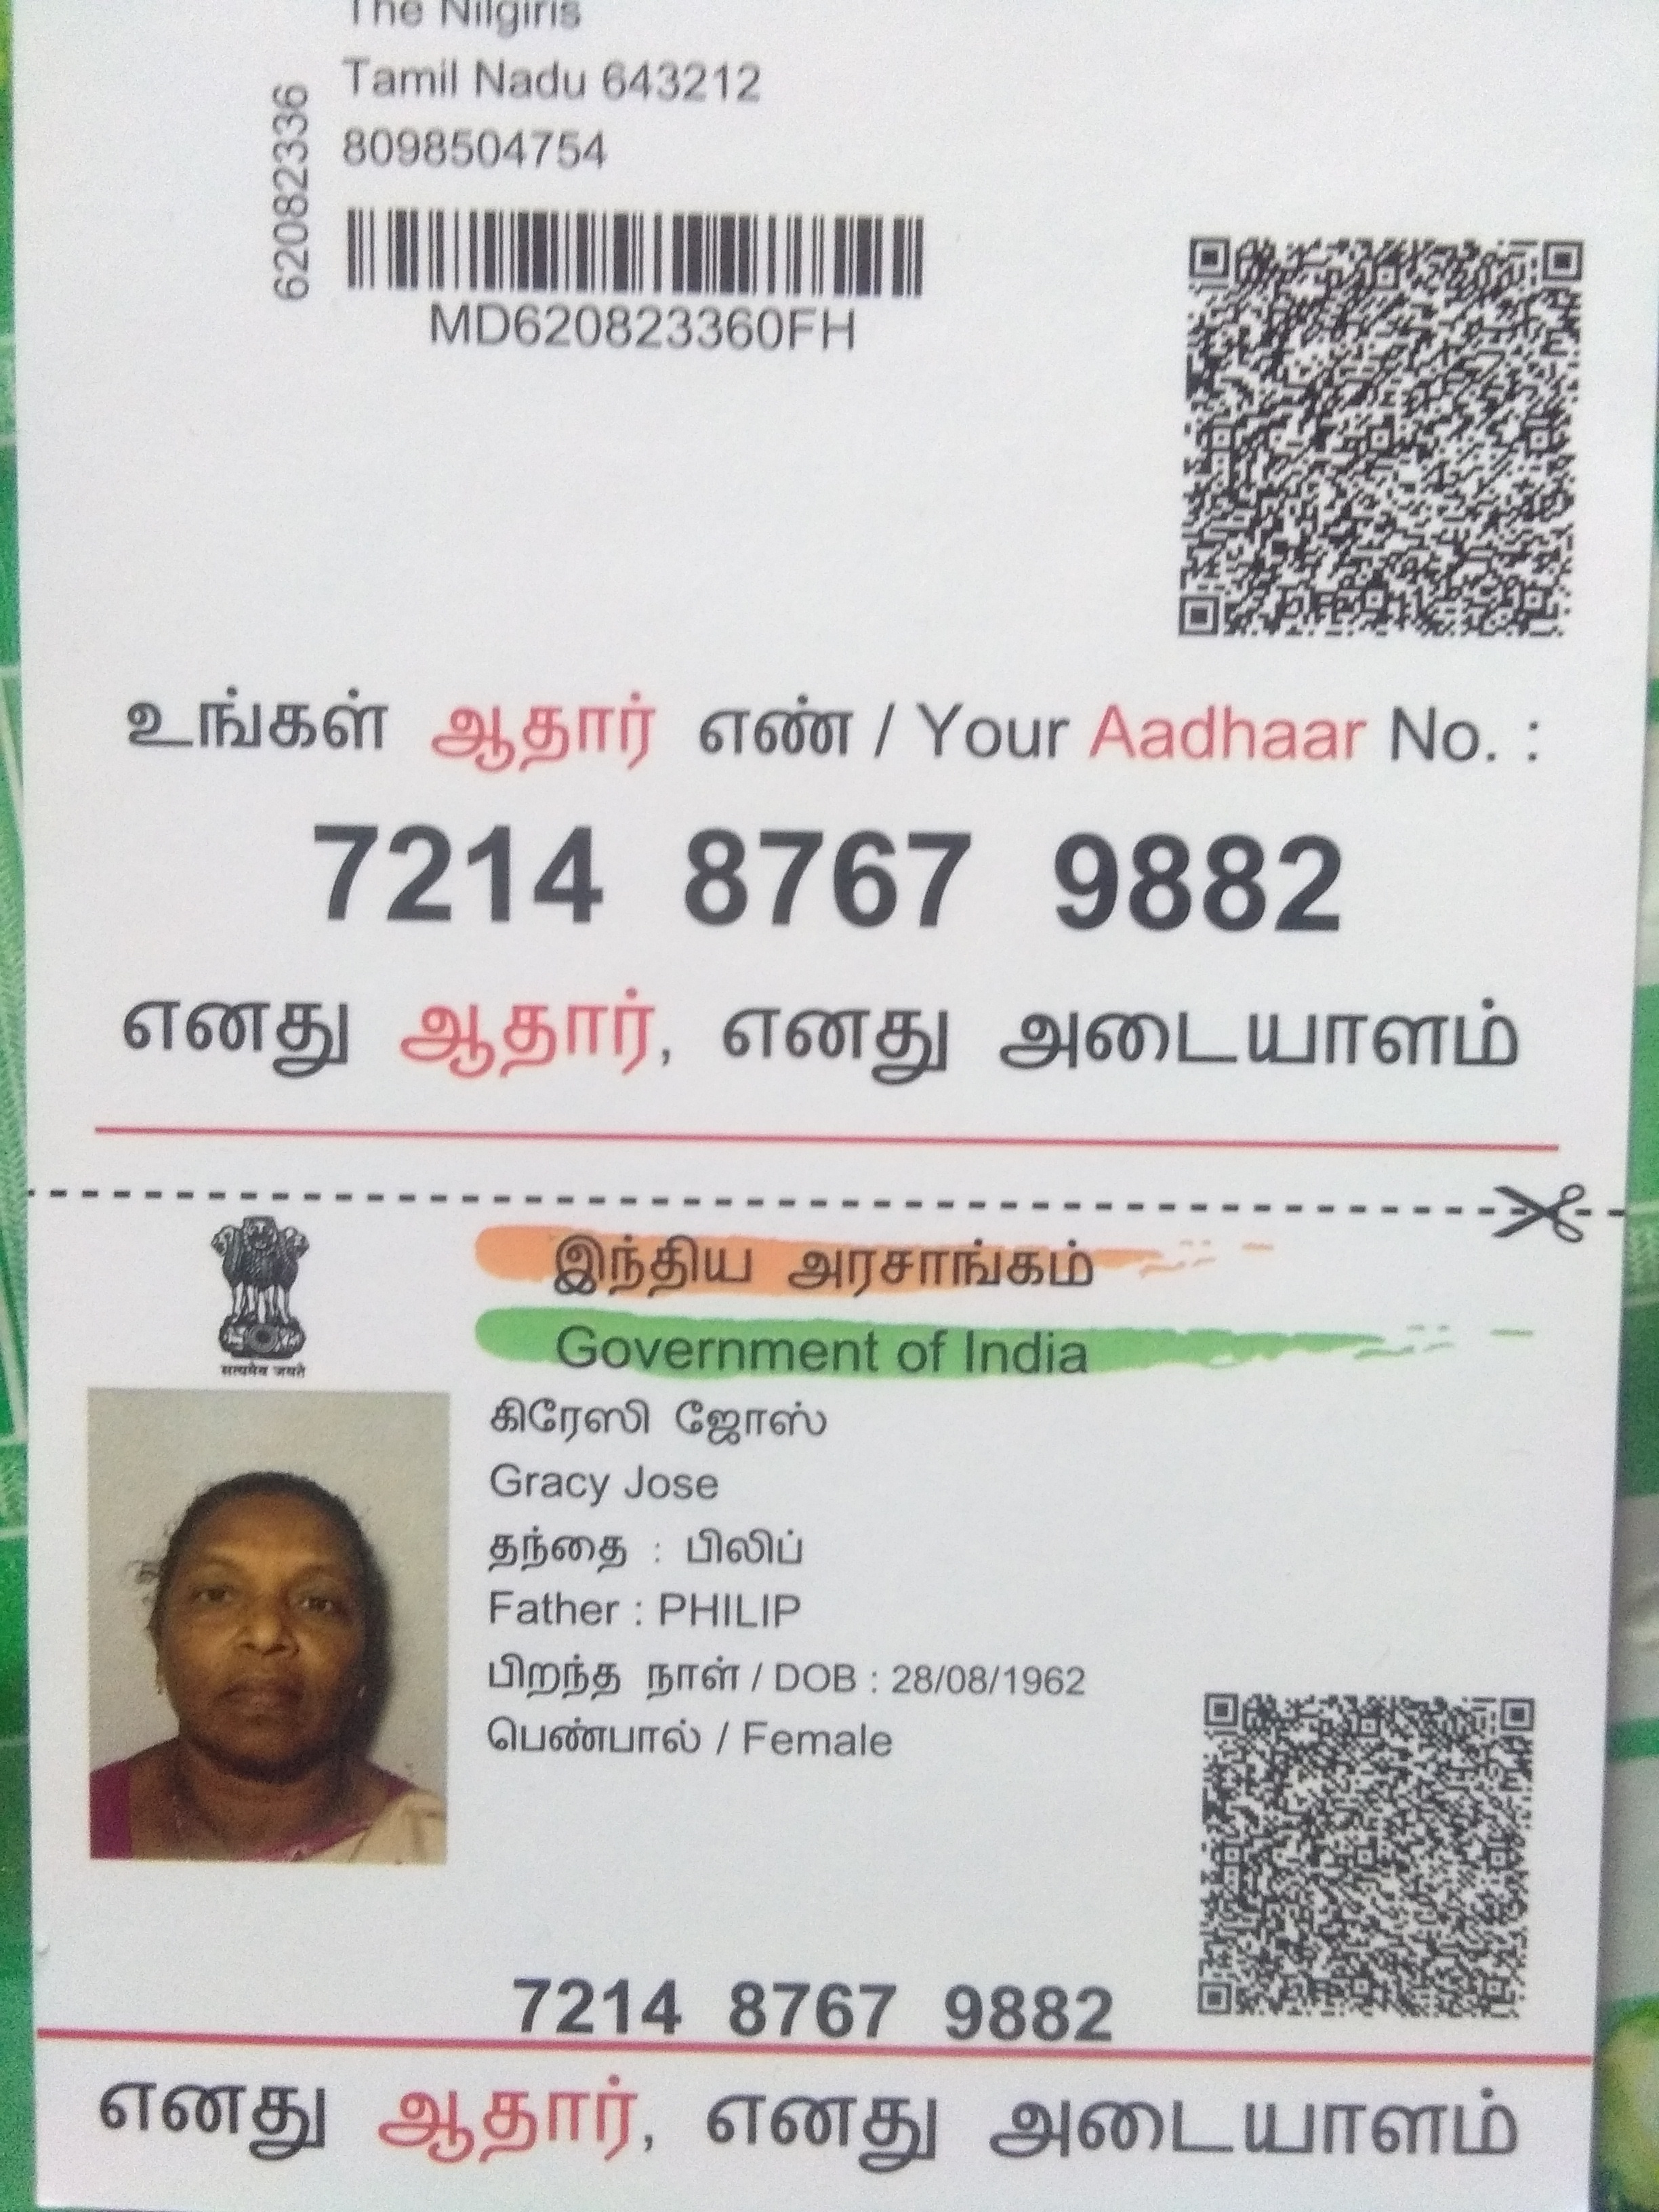 The Nilgiris
Tamil Nadu 643212
8098504754
620823336
MD620823360FH
உங்கள் ஆதார் எண் / Your Aadhaar No. :
7214 8767 9882
எனது ஆதார், எனது அடையாளம்
இந்திய அரசாங்கம்
Government of India
सत्यमेव जयते
கிரேஸி ஜோஸ்
Gracy Jose
தந்தை : பிலிப்
Father : PHILIP
பிறந்த நாள் / DOB : 28/08/1962
பெண்பால் / Female
7214 8767 9882
எனது ஆதார், எனது அடையாளம்